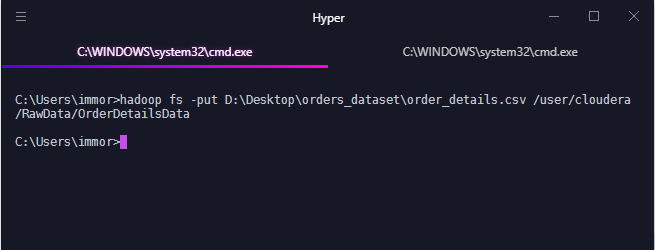 Hyper
C:\WINDOWS\system32\cmd.exe
C:\WINDOWS\system32\cmd.exe
C:\Users\immor>hadoop fs -put D:\Desktop\orders_dataset\order_details.csv /user/cloudera
/RawData/OrderDetailsData
C:\Users\immor>